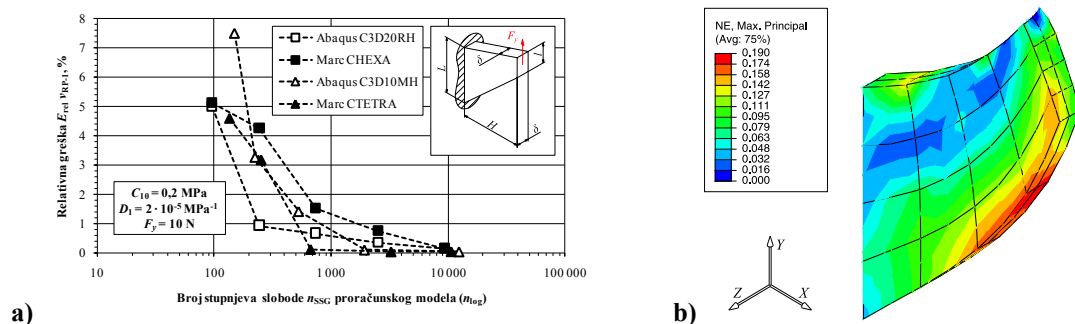 8
7
6
5
4
3
2
1
0
Relativna greška E_rel v_RP-1, %
Abaqus C3D20RH
Marc CHEXA
Abaqus C3D10MH
Marc CTETRA
F_y
L
δ
l
H
δ
C₁₀ = 0,2 MPa
D₁ = 2 · 10⁻⁵ MPa⁻¹
F_y = 10 N
10 100 1 000 10 000 100 000
Broj stupnjeva slobode n_SSG proračunskog modela (n_log)
a)
NE, Max. Principal
(Avg: 75%)
0.190
0.174
0.158
0.142
0.127
0.111
0.095
0.079
0.063
0.048
0.032
0.016
0.000
Y
Z X
b)